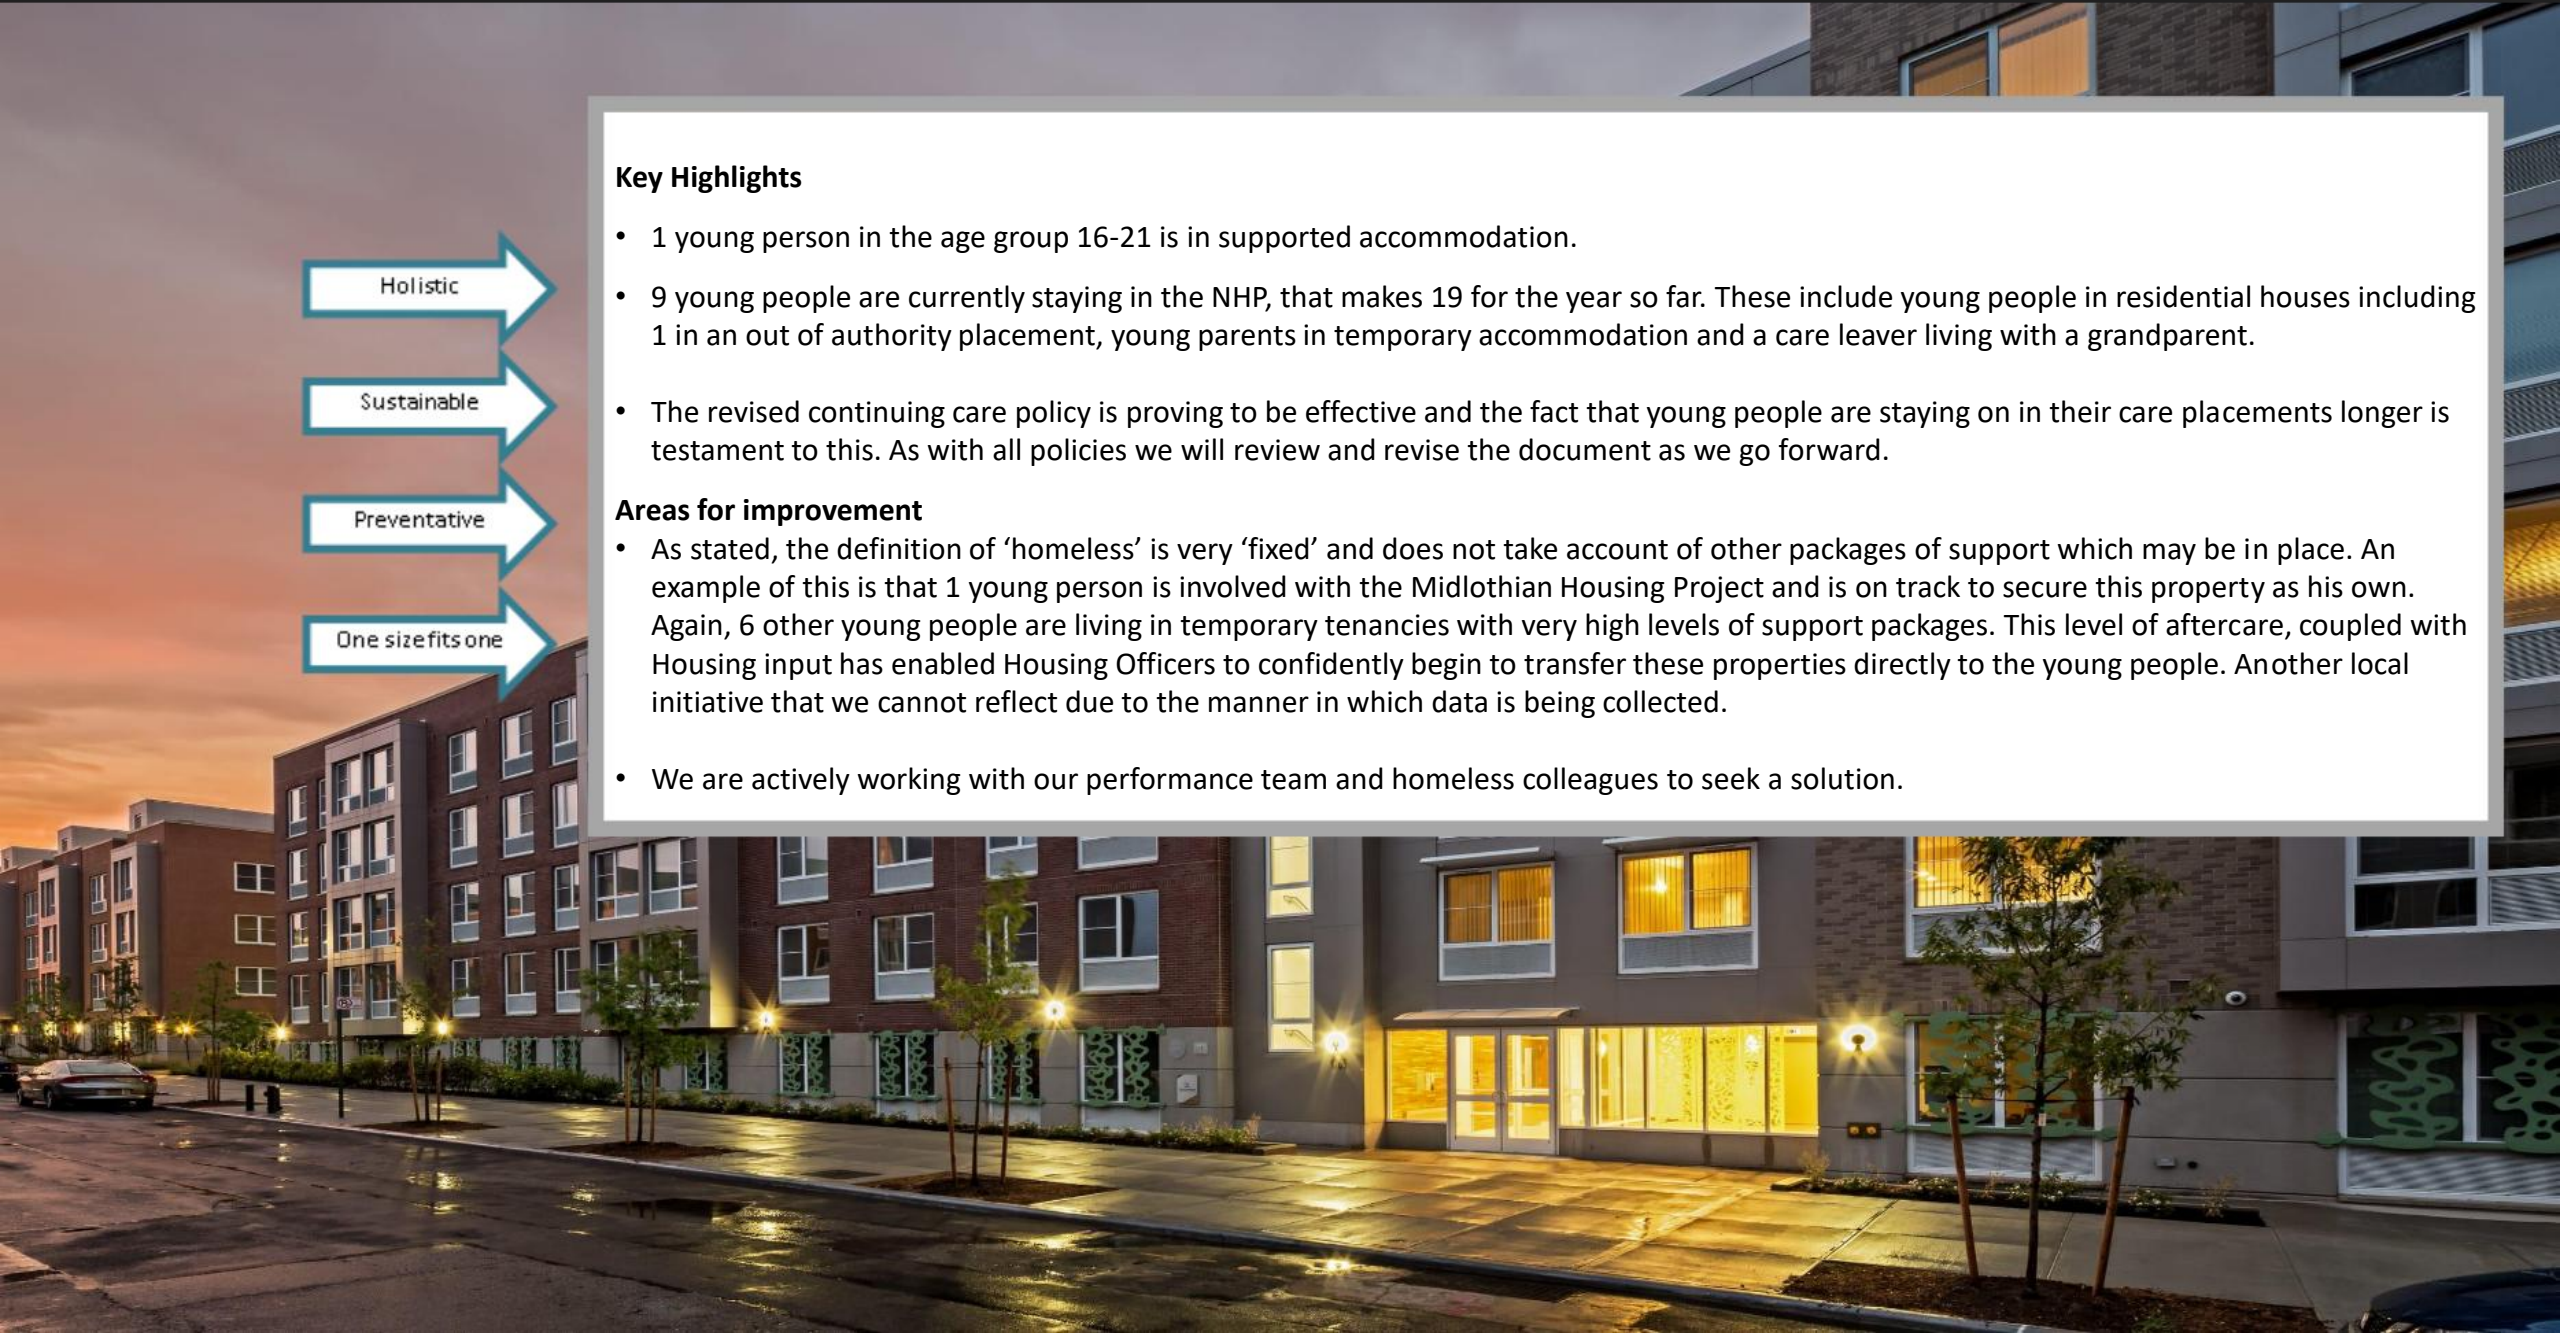 Key Highlights
• 1 young person in the age group 16-21 is in supported accommodation.
• 9 young people are currently staying in the NHP, that makes 19 for the year so far. These include young people in residential houses including
1 in an out of authority placement, young parents in temporary accommodation and a care leaver living with a grandparent.
• The revised continuing care policy is proving to be effective and the fact that young people are staying on in their care placements longer is
testament to this. As with all policies we will review and revise the document as we go forward.
Areas for improvement
• As stated, the definition of ‘homeless’ is very ‘fixed’ and does not take account of other packages of support which may be in place. An
example of this is that 1 young person is involved with the Midlothian Housing Project and is on track to secure this property as his own.
Again, 6 other young people are living in temporary tenancies with very high levels of support packages. This level of aftercare, coupled with
Housing input has enabled Housing Officers to confidently begin to transfer these properties directly to the young people. Another local
initiative that we cannot reflect due to the manner in which data is being collected.
• We are actively working with our performance team and homeless colleagues to seek a solution.
Holistic
Sustainable
Preventative
One size fits one